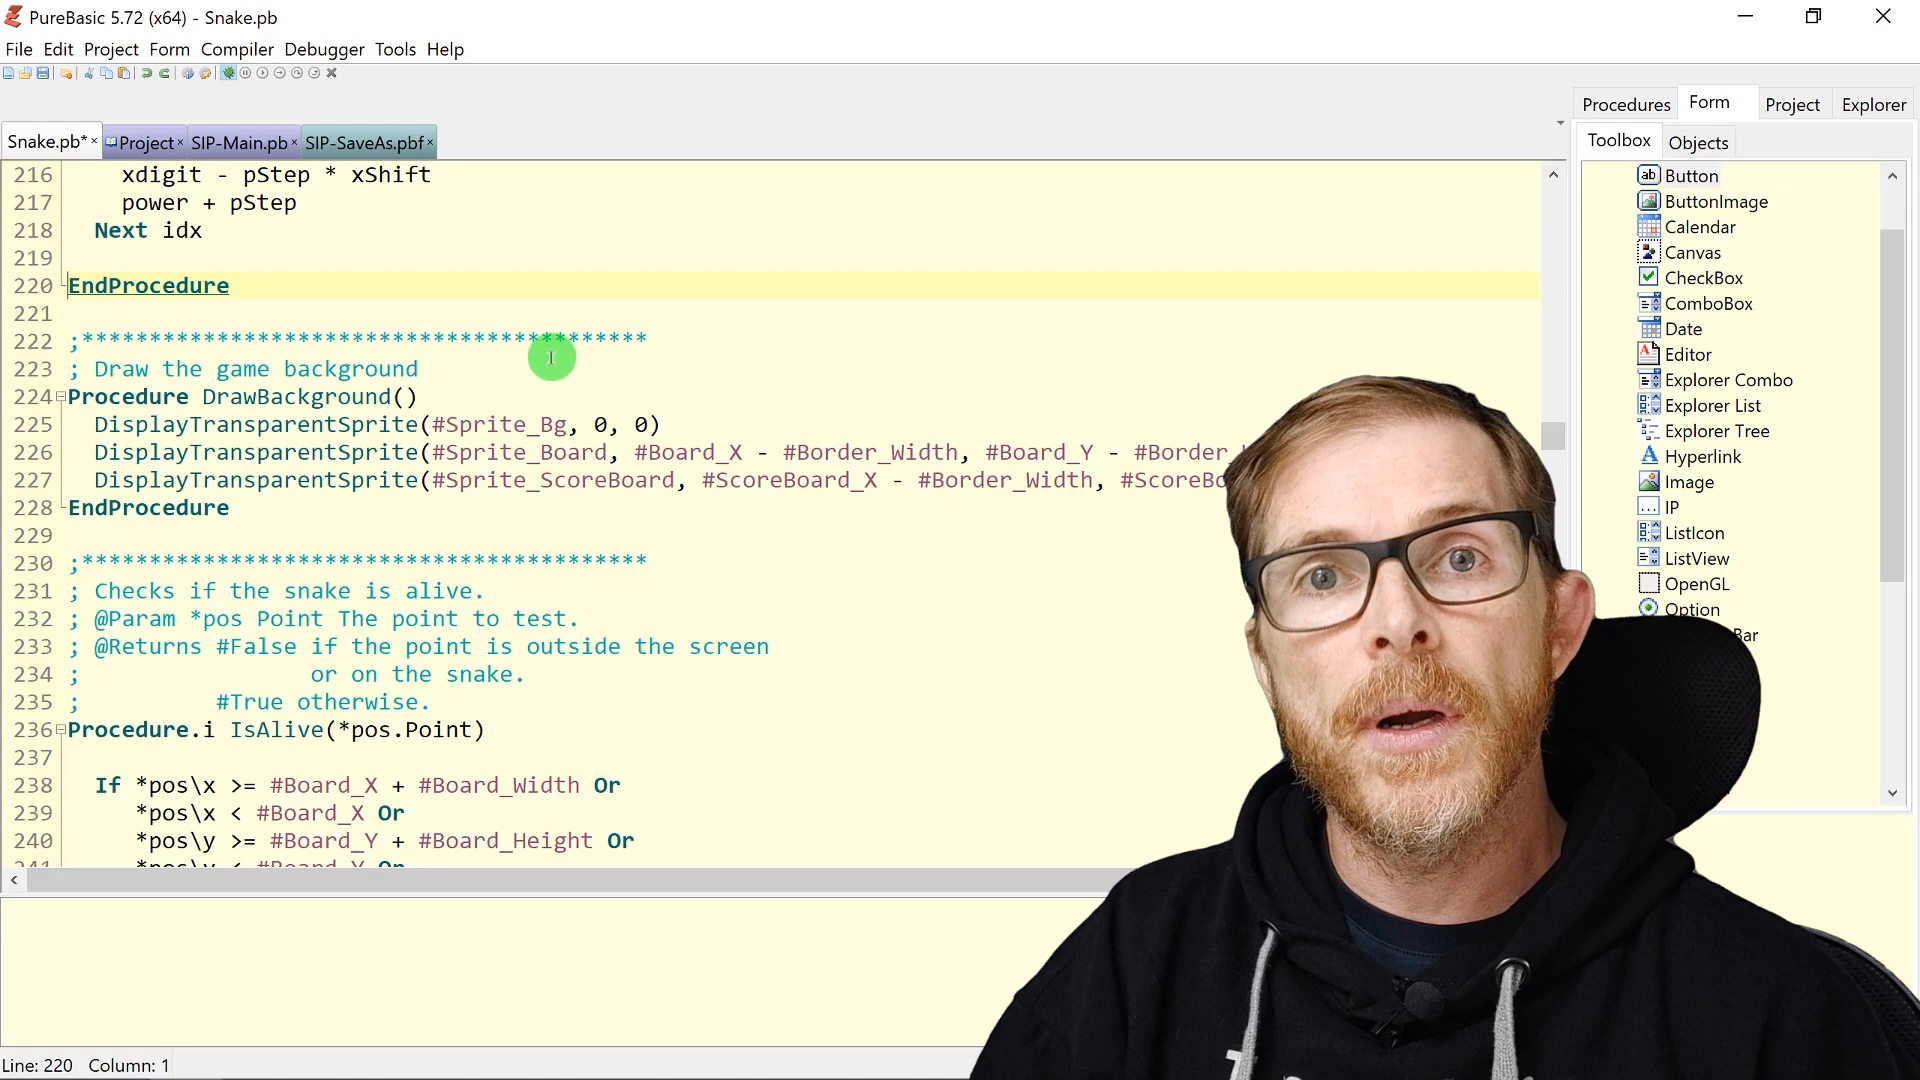 PureBasic 5.72 (x64) - Snake.pb
File Edit Project Form Compiler Debugger Tools Help
Procedures Form Project Explorer
Snake.pb* Project SIP-Main.pb SIP-SaveAs.pbf
Toolbox Objects
216 xdigit - pStep * xShift
217 power + pStep
218 Next idx
219
220 EndProcedure
221
222 ;******************************************
223 ; Draw the game background
224 Procedure DrawBackground()
225 DisplayTransparentSprite(#Sprite_Bg, 0, 0)
226 DisplayTransparentSprite(#Sprite_Board, #Board_X - #Border_Width, #Board_Y - #Border_
227 DisplayTransparentSprite(#Sprite_ScoreBoard, #ScoreBoard_X - #Border_Width, #ScoreBo
228 EndProcedure
229
230 ;******************************************
231 ; Checks if the snake is alive.
232 ; @Param *pos Point The point to test.
233 ; @Returns #False if the point is outside the screen
234 ; or on the snake.
235 ; #True otherwise.
236 Procedure.i IsAlive(*pos.Point)
237
238 If *pos\x >= #Board_X + #Board_Width Or
239 *pos\x < #Board_X Or
240 *pos\y >= #Board_Y + #Board_Height Or
241 *pos\y < #Board_Y Or
Button
ButtonImage
Calendar
Canvas
CheckBox
ComboBox
Date
Editor
Explorer Combo
Explorer List
Explorer Tree
Hyperlink
Image
IP
ListIcon
ListView
OpenGL
Option
Bar
Line: 220 Column: 1